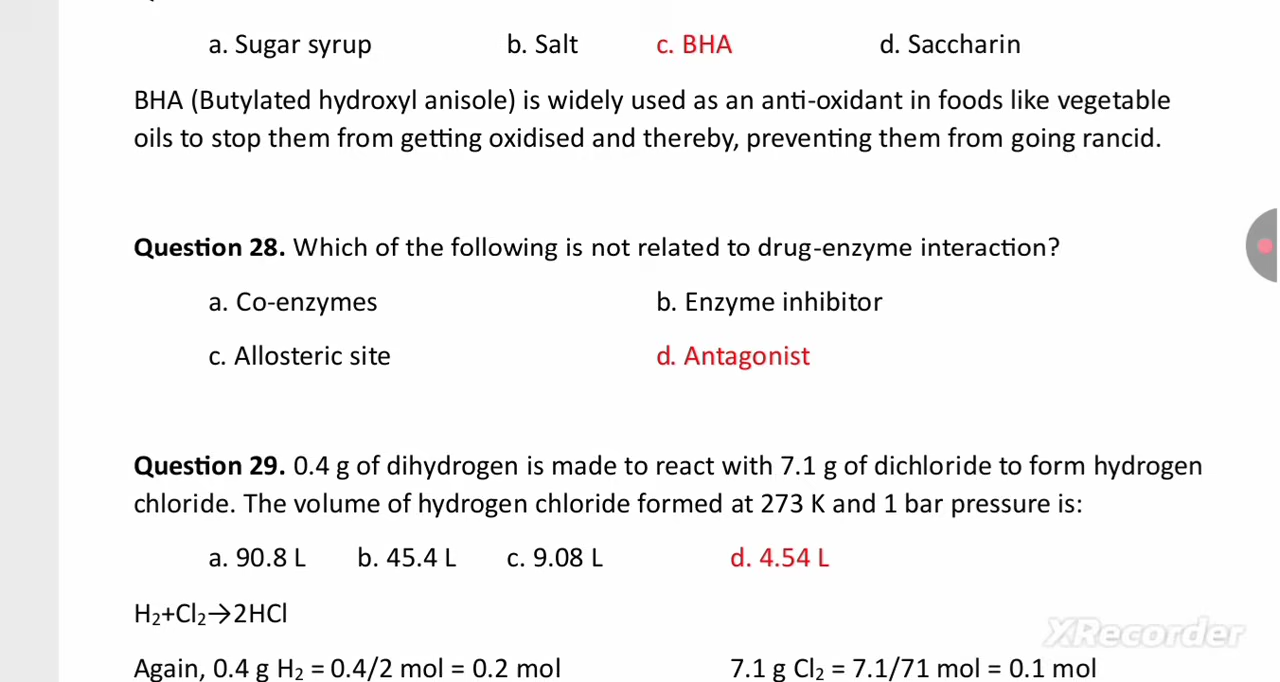 a. Sugar syrup b. Salt c. BHA d. Saccharin
BHA (Butylated hydroxyl anisole) is widely used as an anti-oxidant in foods like vegetable
oils to stop them from getting oxidised and thereby, preventing them from going rancid.
Question 28. Which of the following is not related to drug-enzyme interaction?
a. Co-enzymes b. Enzyme inhibitor
c. Allosteric site d. Antagonist
Question 29. 0.4 g of dihydrogen is made to react with 7.1 g of dichloride to form hydrogen
chloride. The volume of hydrogen chloride formed at 273 K and 1 bar pressure is:
a. 90.8 L b. 45.4 L c. 9.08 L d. 4.54 L
H₂+Cl₂→2HCl
XRecorder
Again, 0.4 g H₂ = 0.4/2 mol = 0.2 mol 7.1 g Cl₂ = 7.1/71 mol = 0.1 mol